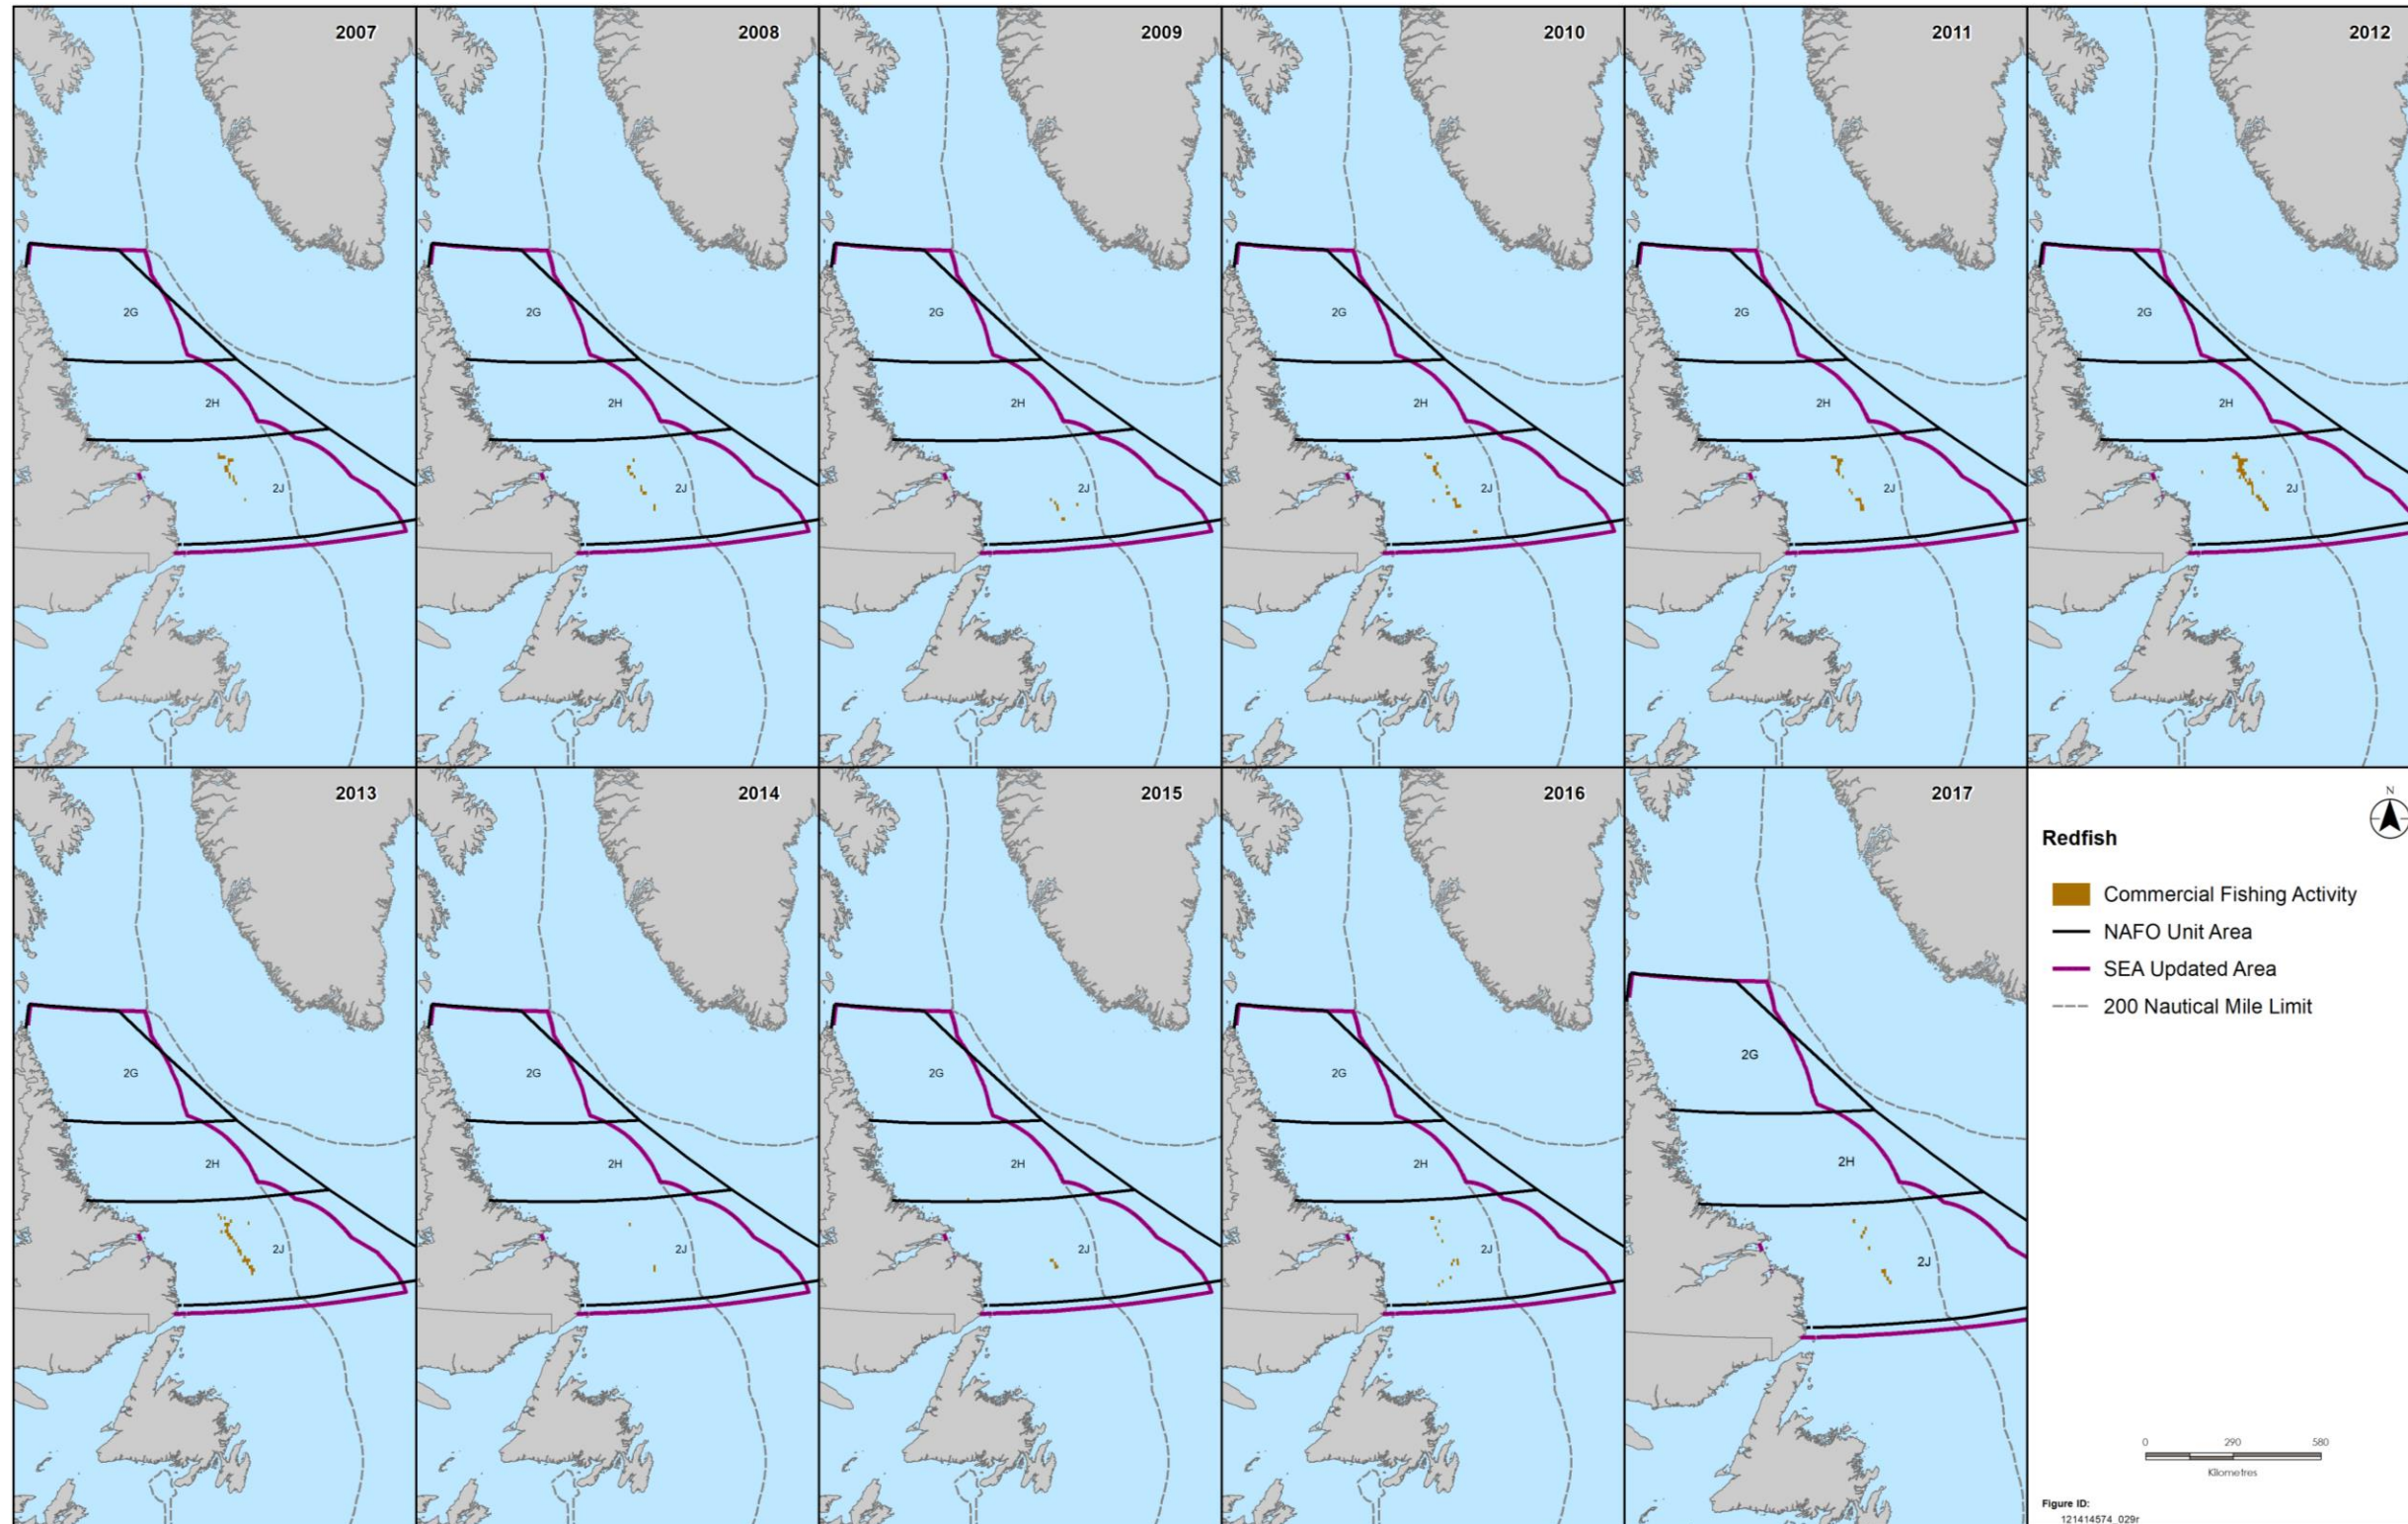 2007
2G
2H
2J
2008
2G
2H
2J
2009
2G
2H
2J
2010
2G
2H
2J
2011
2G
2H
2J
2012
2G
2H
2J
2013
2G
2H
2J
2014
2G
2H
2J
2015
2G
2H
2J
2016
2G
2H
2J
2017
2G
2H
2J
N
Redfish
Commercial Fishing Activity
NAFO Unit Area
SEA Updated Area
200 Nautical Mile Limit
0 290 580
Kilometres
Figure ID:
121414574_029r